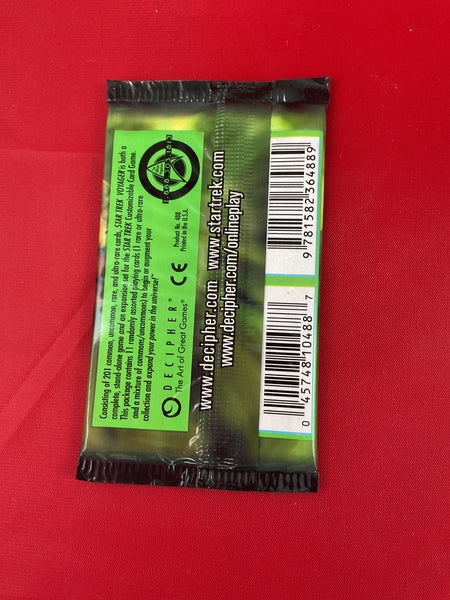 Consisting of 201 common, uncommon, rare, and ultra-rare cards, STAR TREK VOYAGER is both a
complete, stand-alone game and an expansion set for the STAR TREK Customizable Card Game.
This package contains 11 randomly assorted playing cards (1 rare or ultra-rare
and a mixture of commons/uncommons) to begin or augment your
collection and expand your power in the universe!™
Product No. 488
Printed in the U.S.A.
CE
DECIPHER®
The Art of Great Games®
www.decipher.com www.startrek.com
www.decipher.com/onlineplay
9 781582 364889
0 45748 10488 7